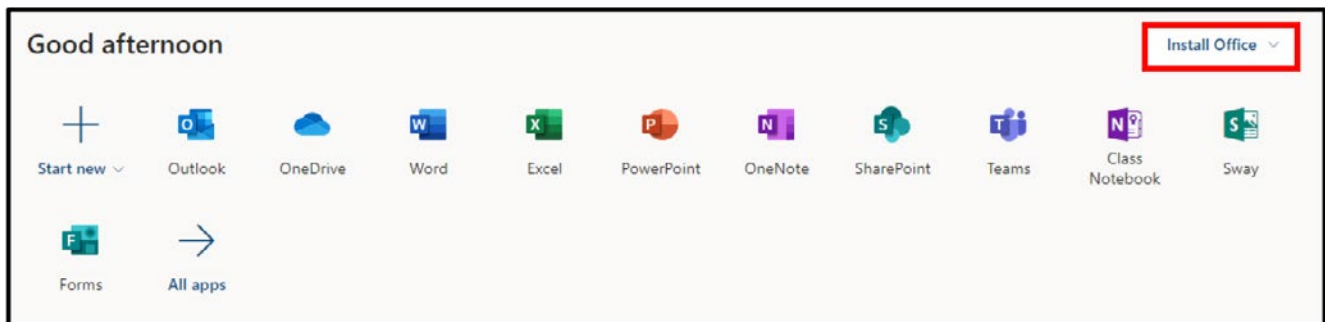 Good afternoon
Install Office
Start new
Outlook
OneDrive
Word
Excel
PowerPoint
OneNote
SharePoint
Teams
Class
Notebook
Sway
Forms
All apps